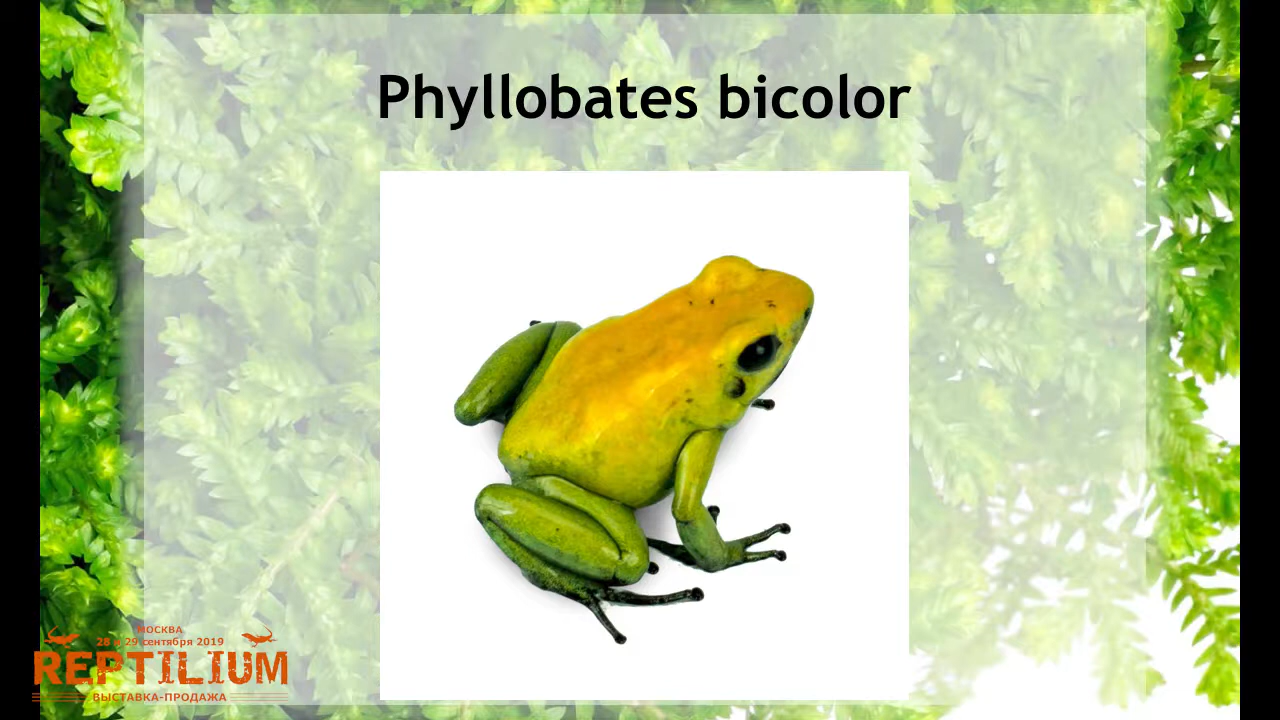 Phyllobates bicolor
МОСКВА
28 и 29 сентября 2019
REPTILIUM
ВЫСТАВКА-ПРОДАЖА